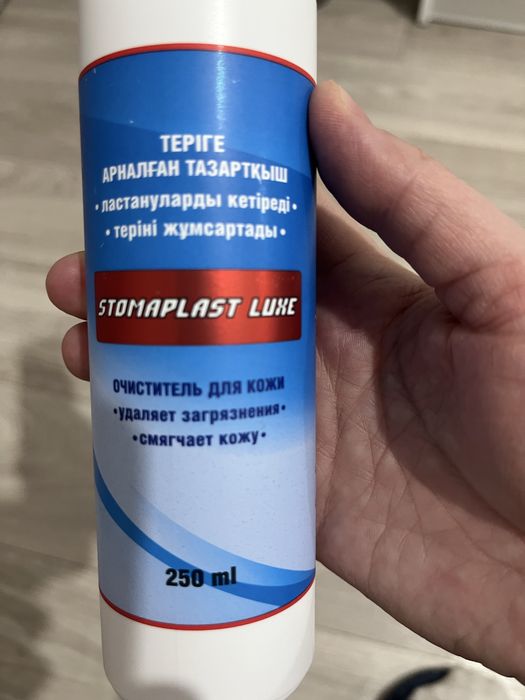 ТЕРІГЕ
АРНАЛҒАН ТАЗАРТҚЫШ
•ластануларды кетіреді•
•теріні жұмсартады•
STOMAPLAST LUXE
ОЧИСТИТЕЛЬ ДЛЯ КОЖИ
•удаляет загрязнения•
•смягчает кожу•
250 ml